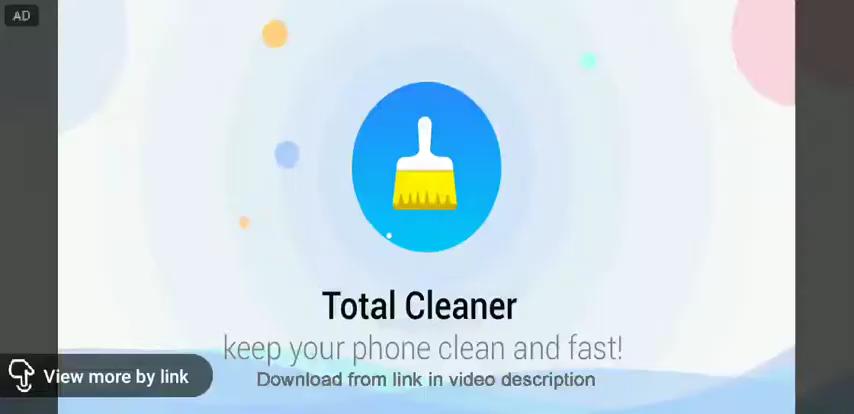 AD
Total Cleaner
keep your phone clean and fast!
Download from link in video description
View more by link